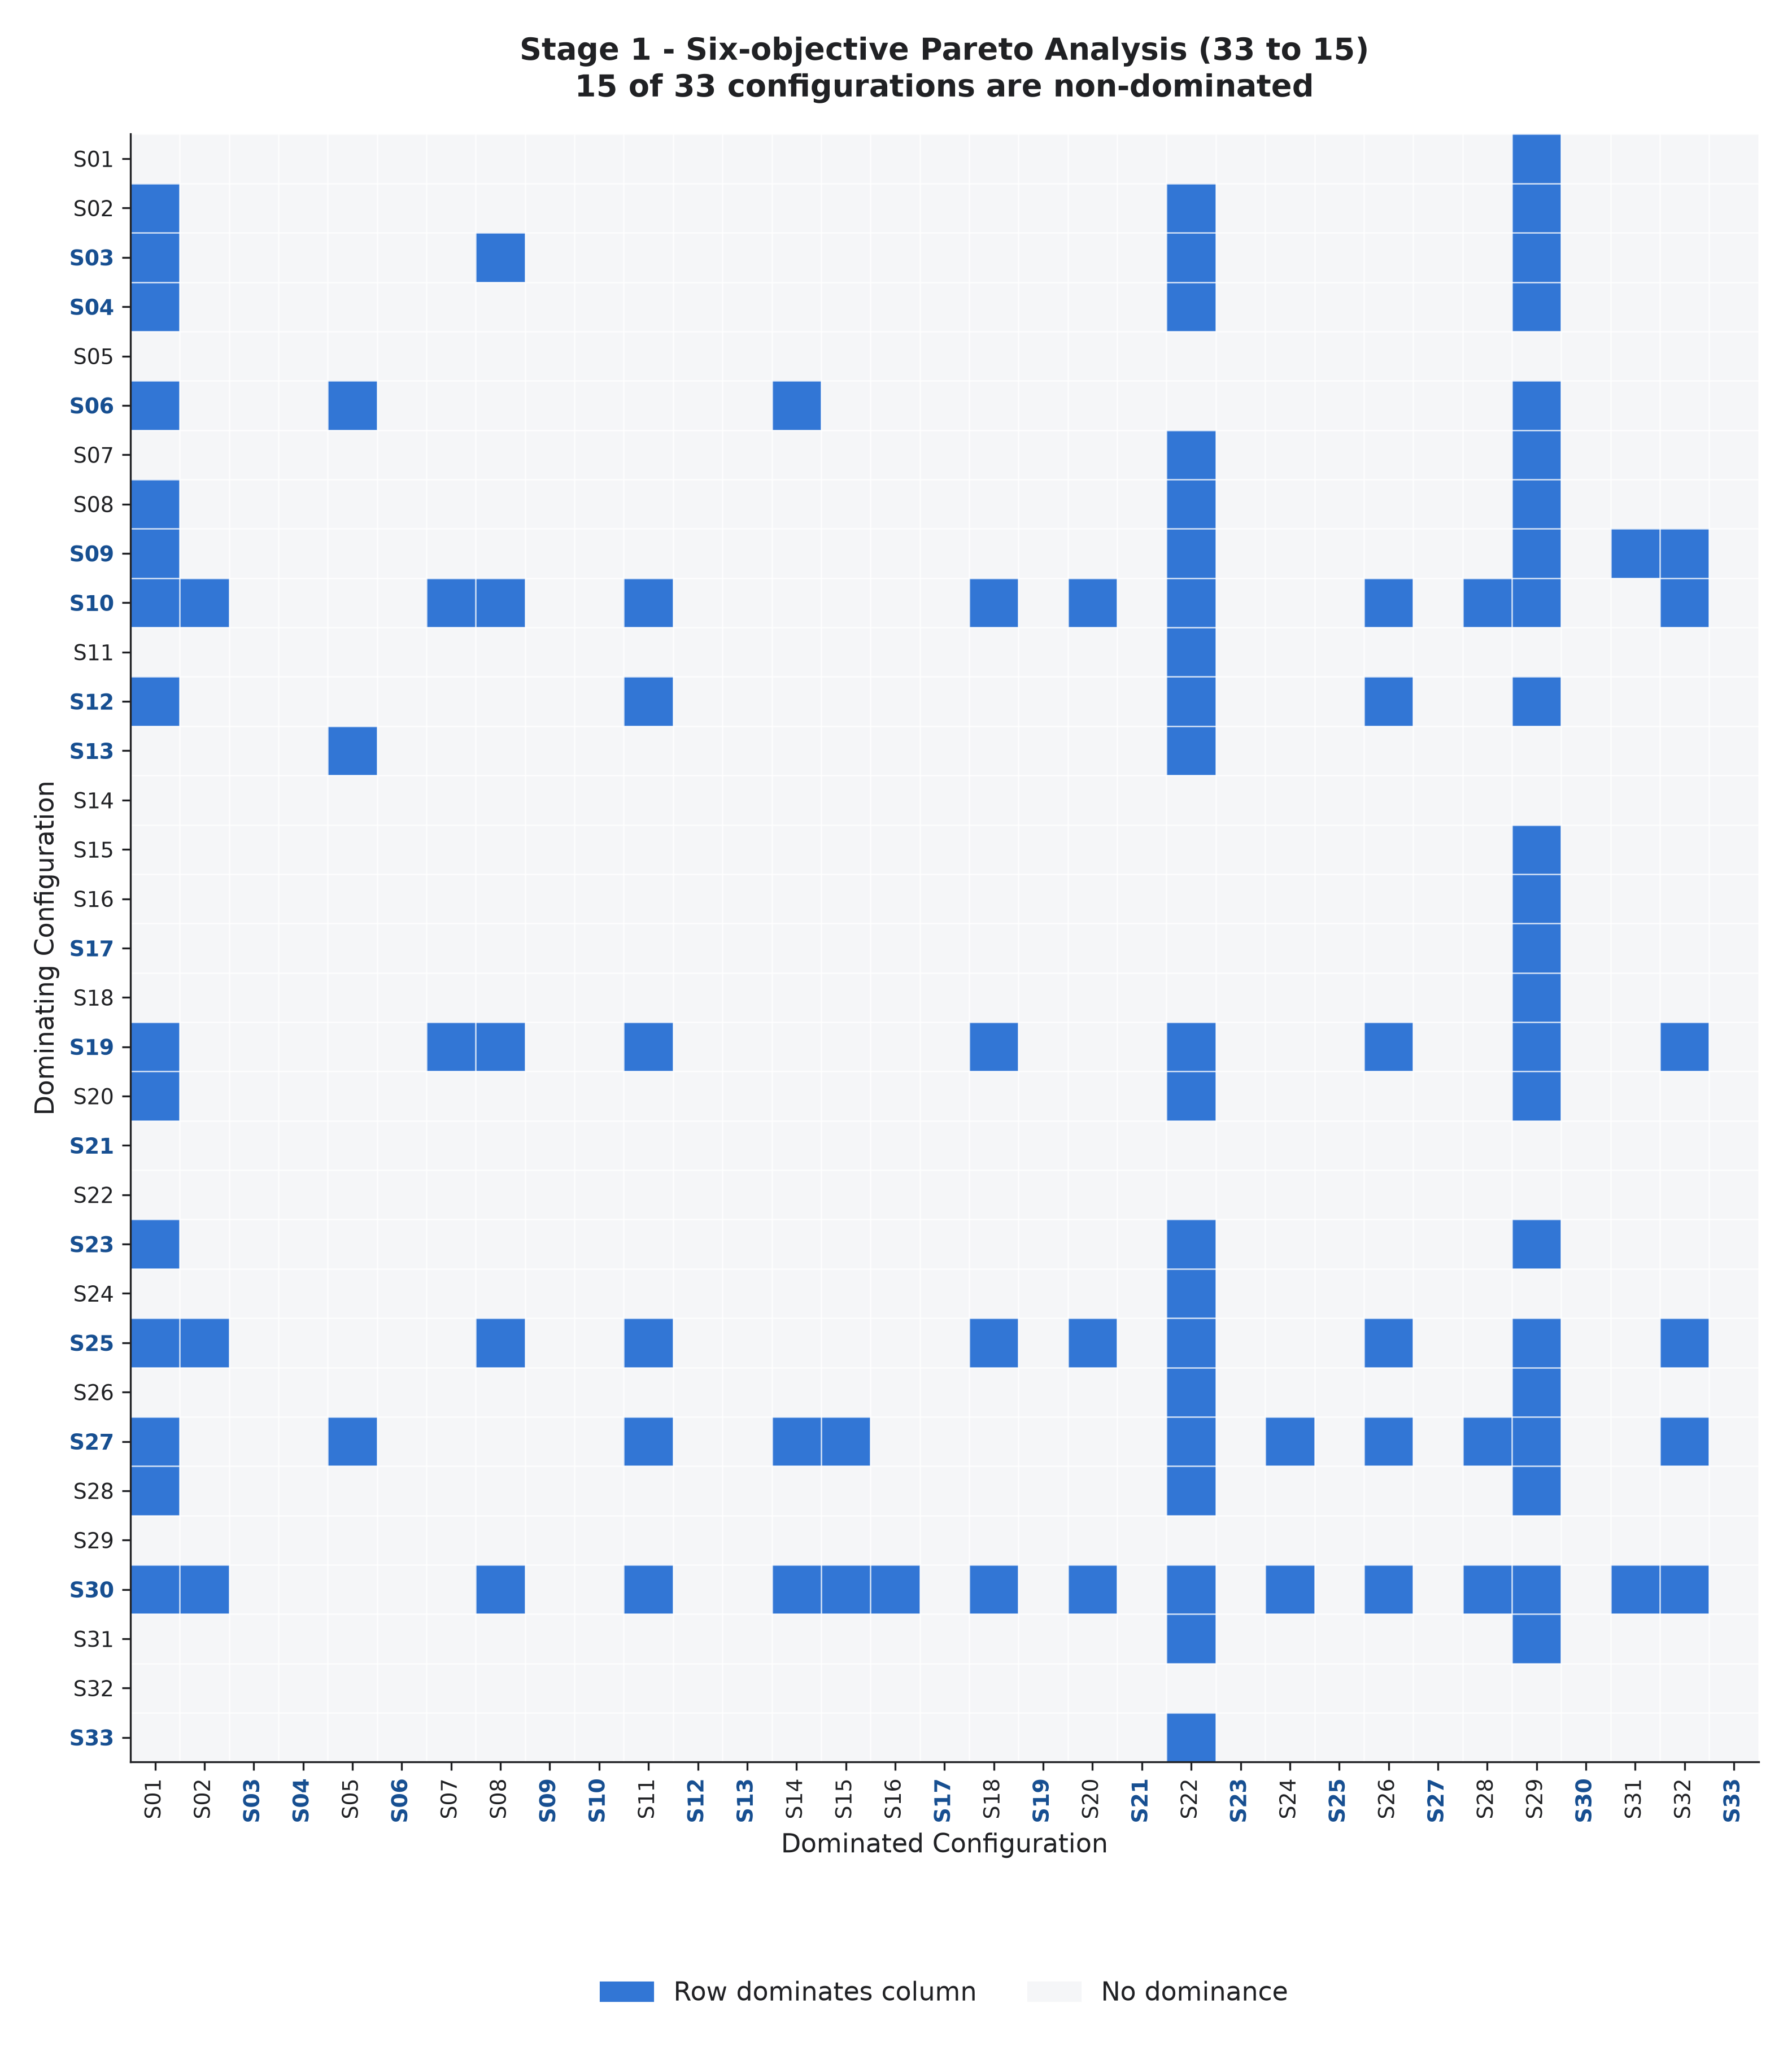 Stage 1 - Six-objective Pareto Analysis (33 to 15)
15 of 33 configurations are non-dominated
Dominating Configuration
S01
S02
S03
S04
S05
S06
S07
S08
S09
S10
S11
S12
S13
S14
S15
S16
S17
S18
S19
S20
S21
S22
S23
S24
S25
S26
S27
S28
S29
S30
S31
S32
S33
S01 S02 S03 S04 S05 S06 S07 S08 S09 S10 S11 S12 S13 S14 S15 S16 S17 S18 S19 S20 S21 S22 S23 S24 S25 S26 S27 S28 S29 S30 S31 S32 S33
Dominated Configuration
Row dominates column No dominance